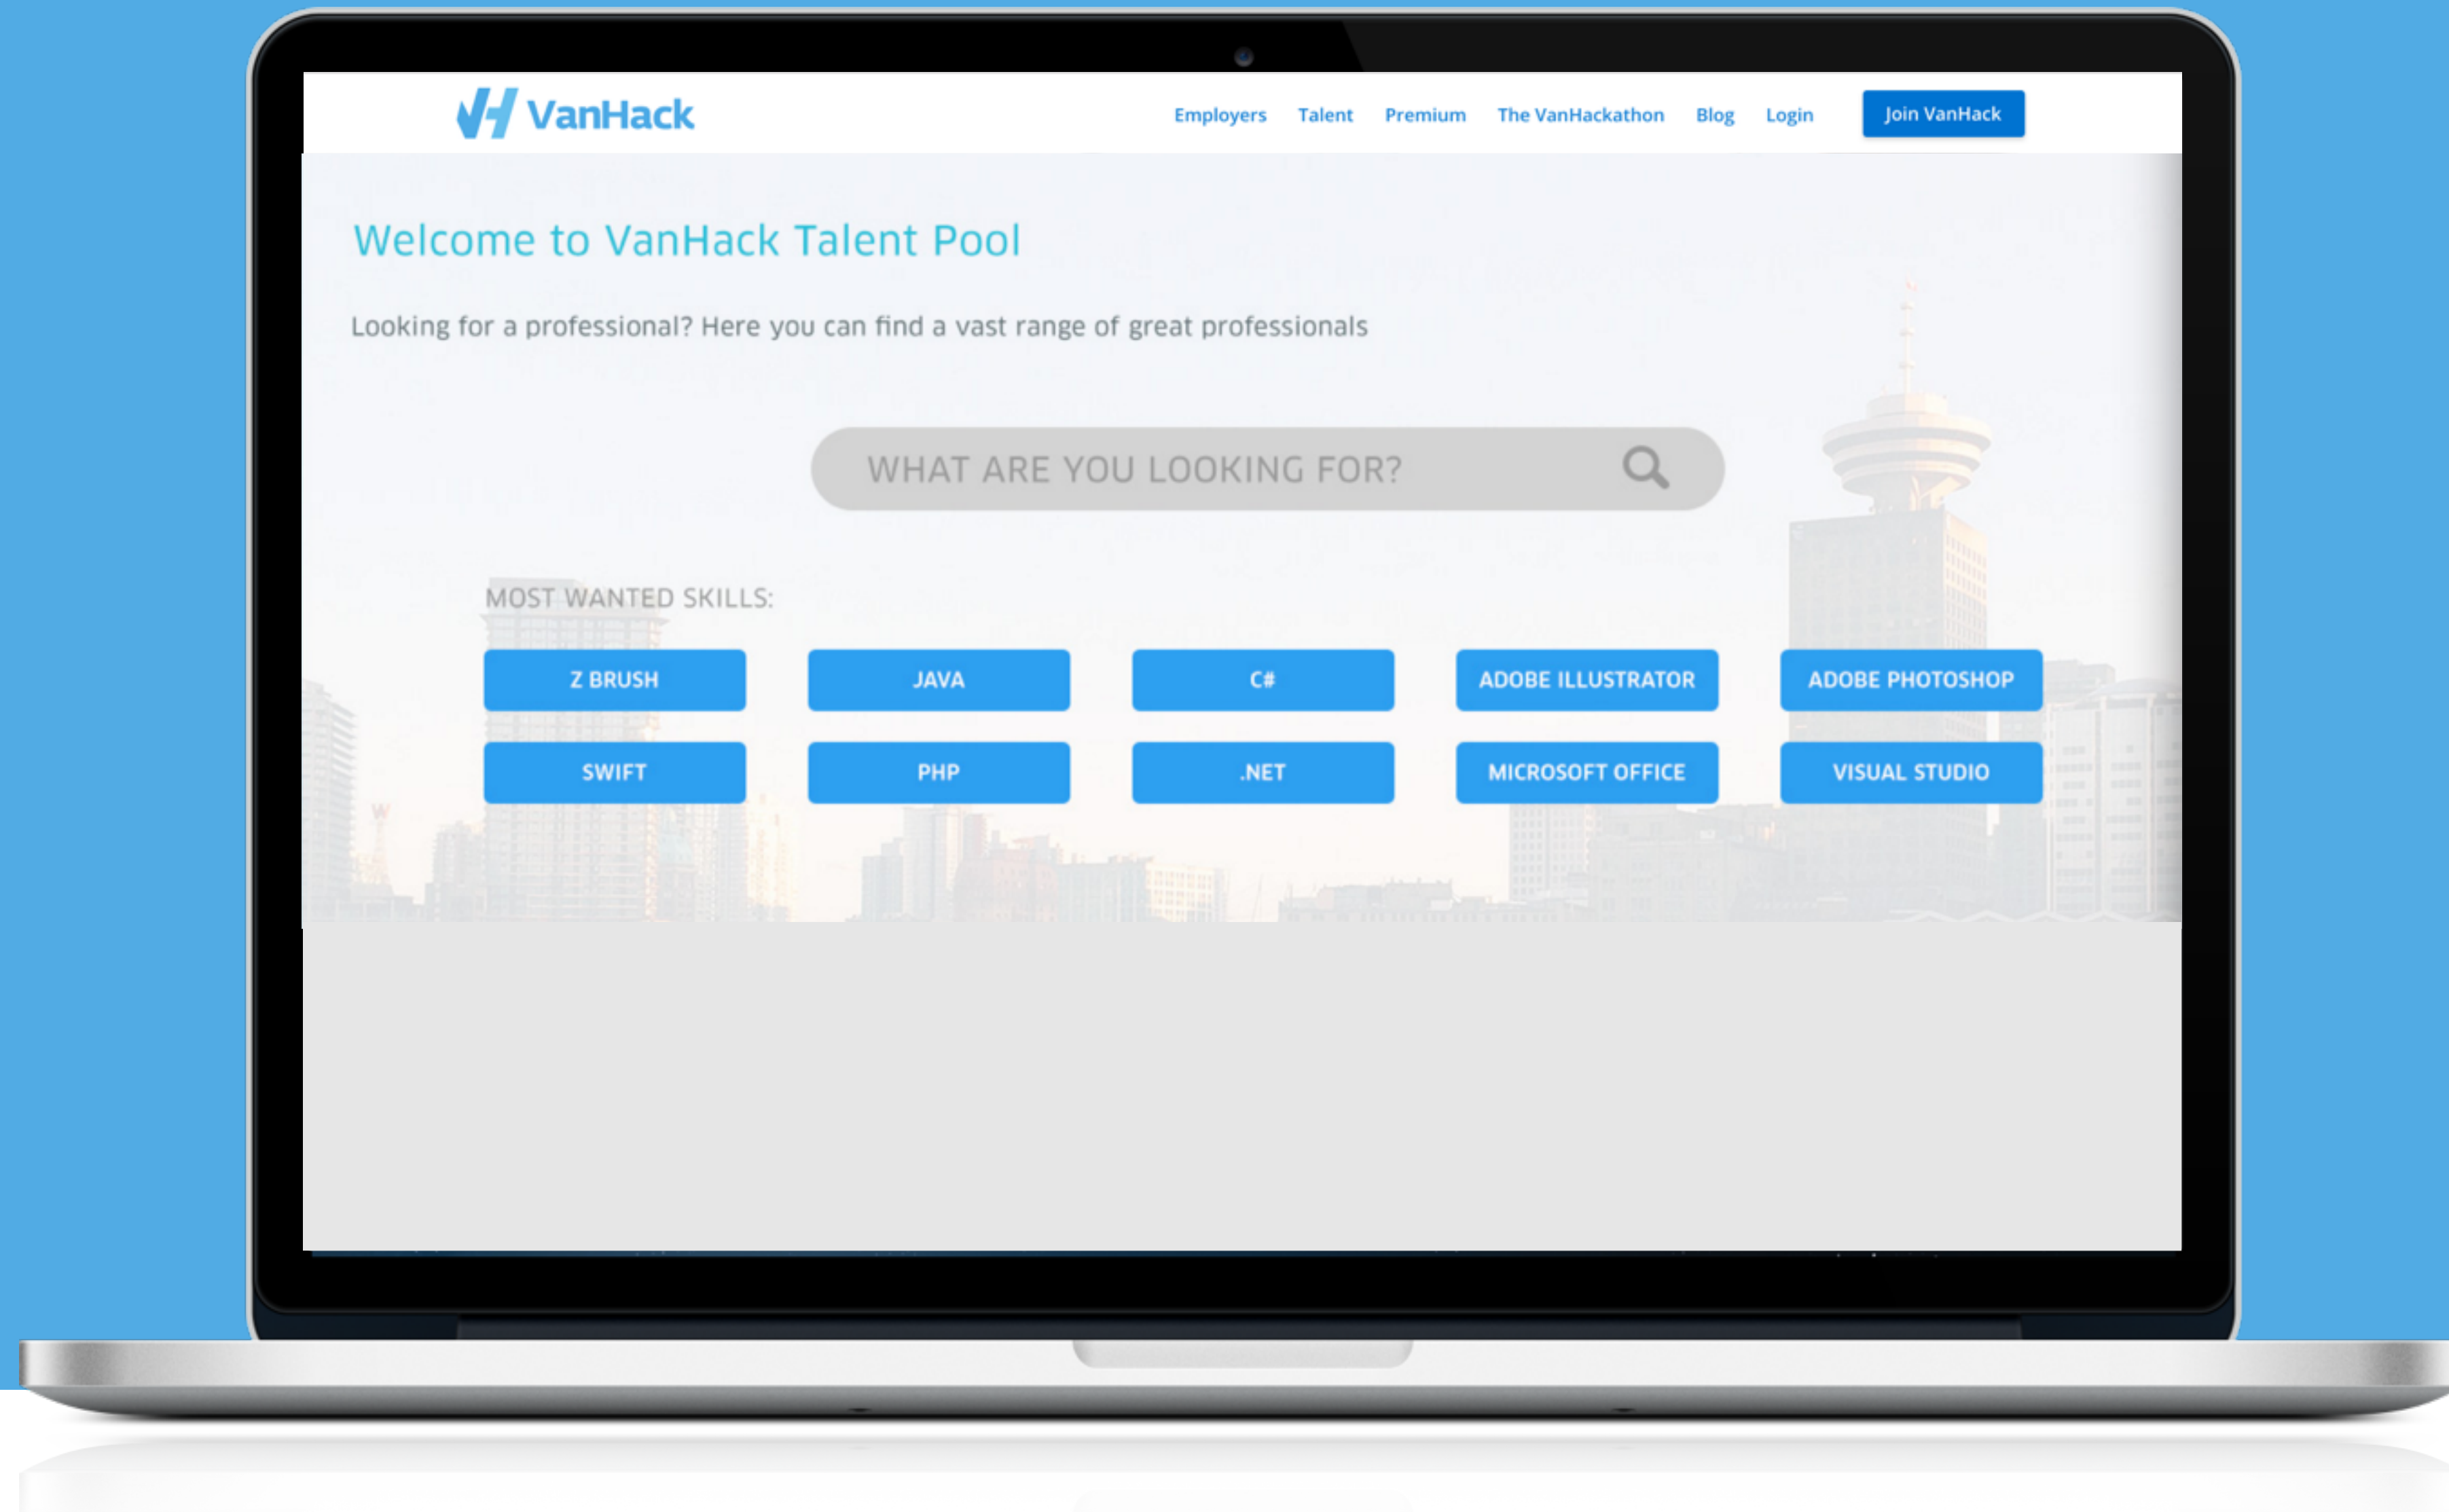 VanHack
Employers Talent Premium The VanHackathon Blog Login Join VanHack
Welcome to VanHack Talent Pool
Looking for a professional? Here you can find a vast range of great professionals
WHAT ARE YOU LOOKING FOR?
MOST WANTED SKILLS:
Z BRUSH JAVA C# ADOBE ILLUSTRATOR ADOBE PHOTOSHOP
SWIFT PHP .NET MICROSOFT OFFICE VISUAL STUDIO
W